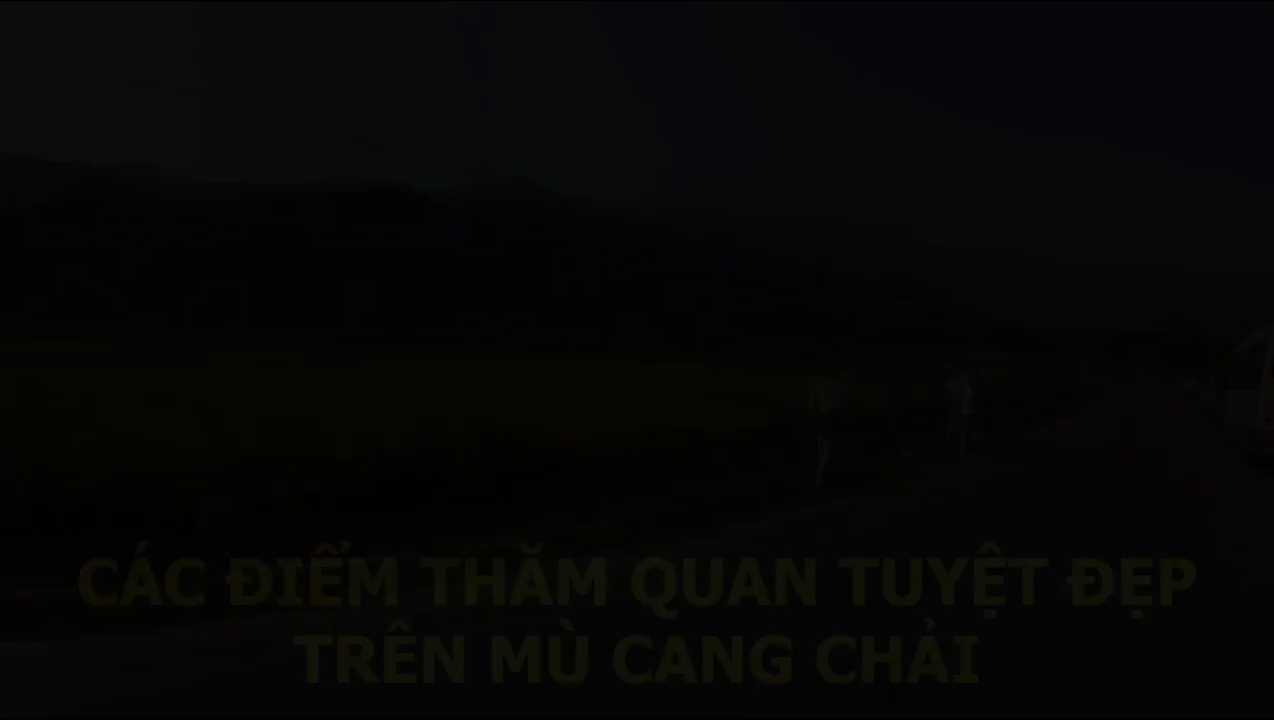 CÁC ĐIỂM THĂM QUAN TUYỆT ĐẸP
TRÊN MÙ CANG CHẢI